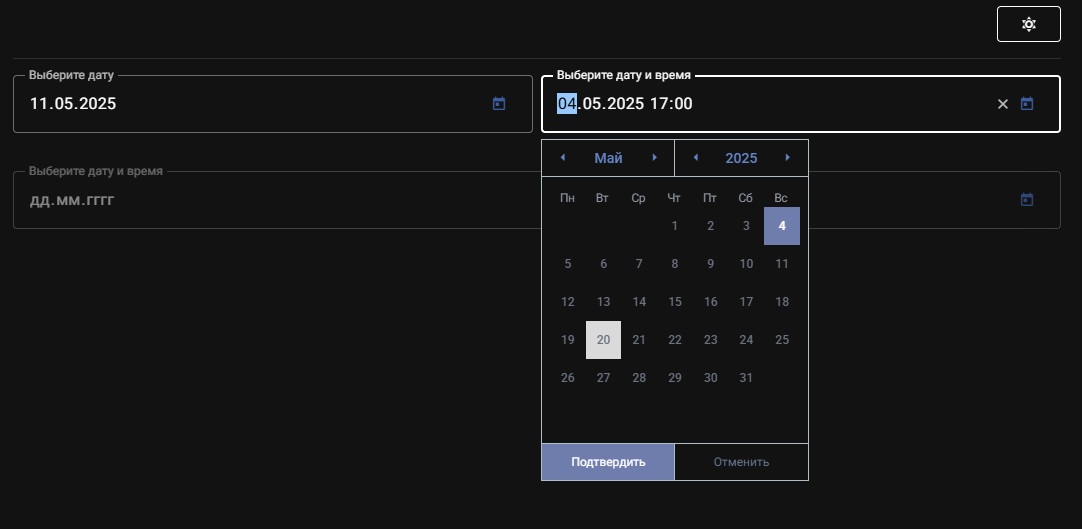 Выберите дату
11.05.2025
Выберите дату и время
04.05.2025 17:00
Выберите дату и время
дд.мм.гггг
Май 2025
Пн Вт Ср Чт Пт Сб Вс
1 2 3 4
5 6 7 8 9 10 11
12 13 14 15 16 17 18
19 20 21 22 23 24 25
26 27 28 29 30 31
Подтвердить Отменить